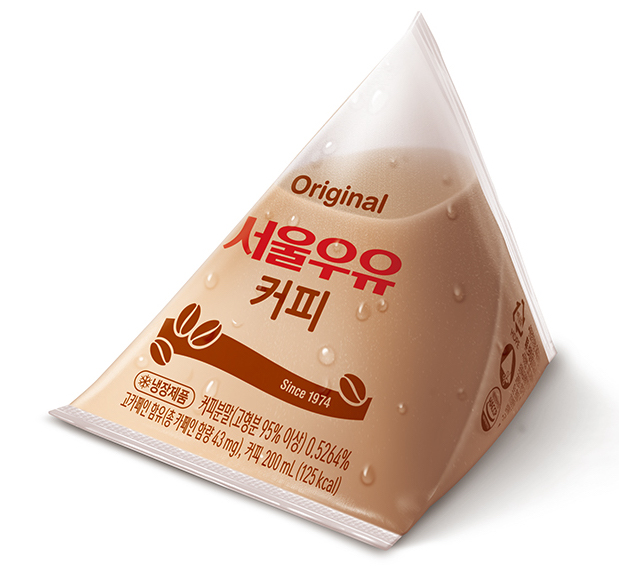 Original
서울우유
커피
Since 1974
냉장제품
커피분말(고형분 95% 이상) 0.5264%
고카페인 함유(총 카페인 함량 43 mg), 커피 200 mL (125 kcal)